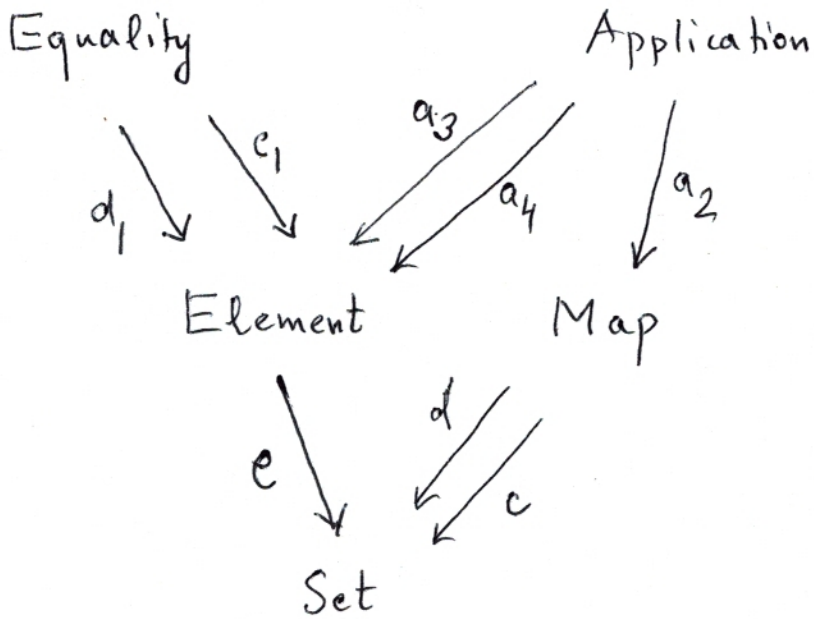 Equality Application
a3
c1
a4 a2
d1
Element Map
d
e c
Set